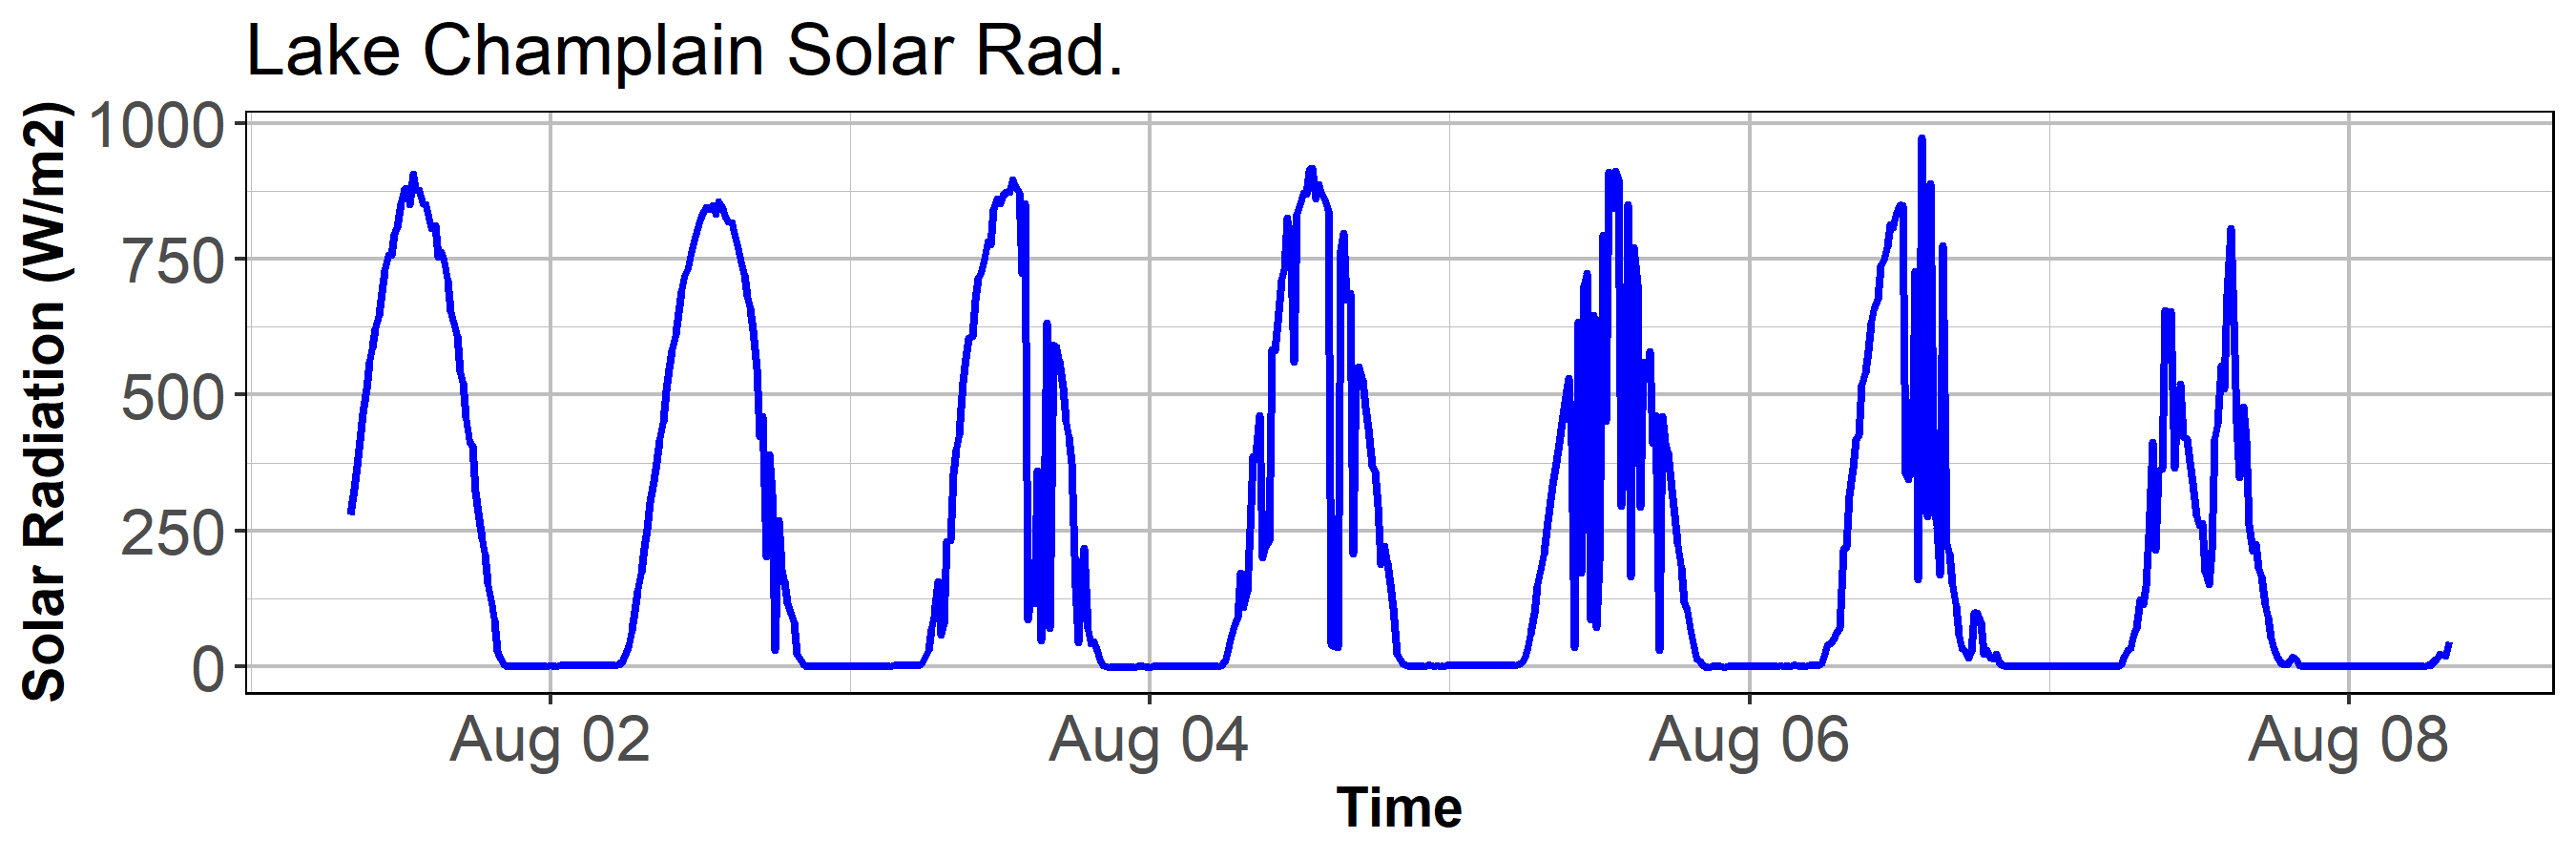 Lake Champlain Solar Rad.
Solar Radiation (W/m2)
1000
750
500
250
0
Aug 02 Aug 04 Aug 06 Aug 08
Time